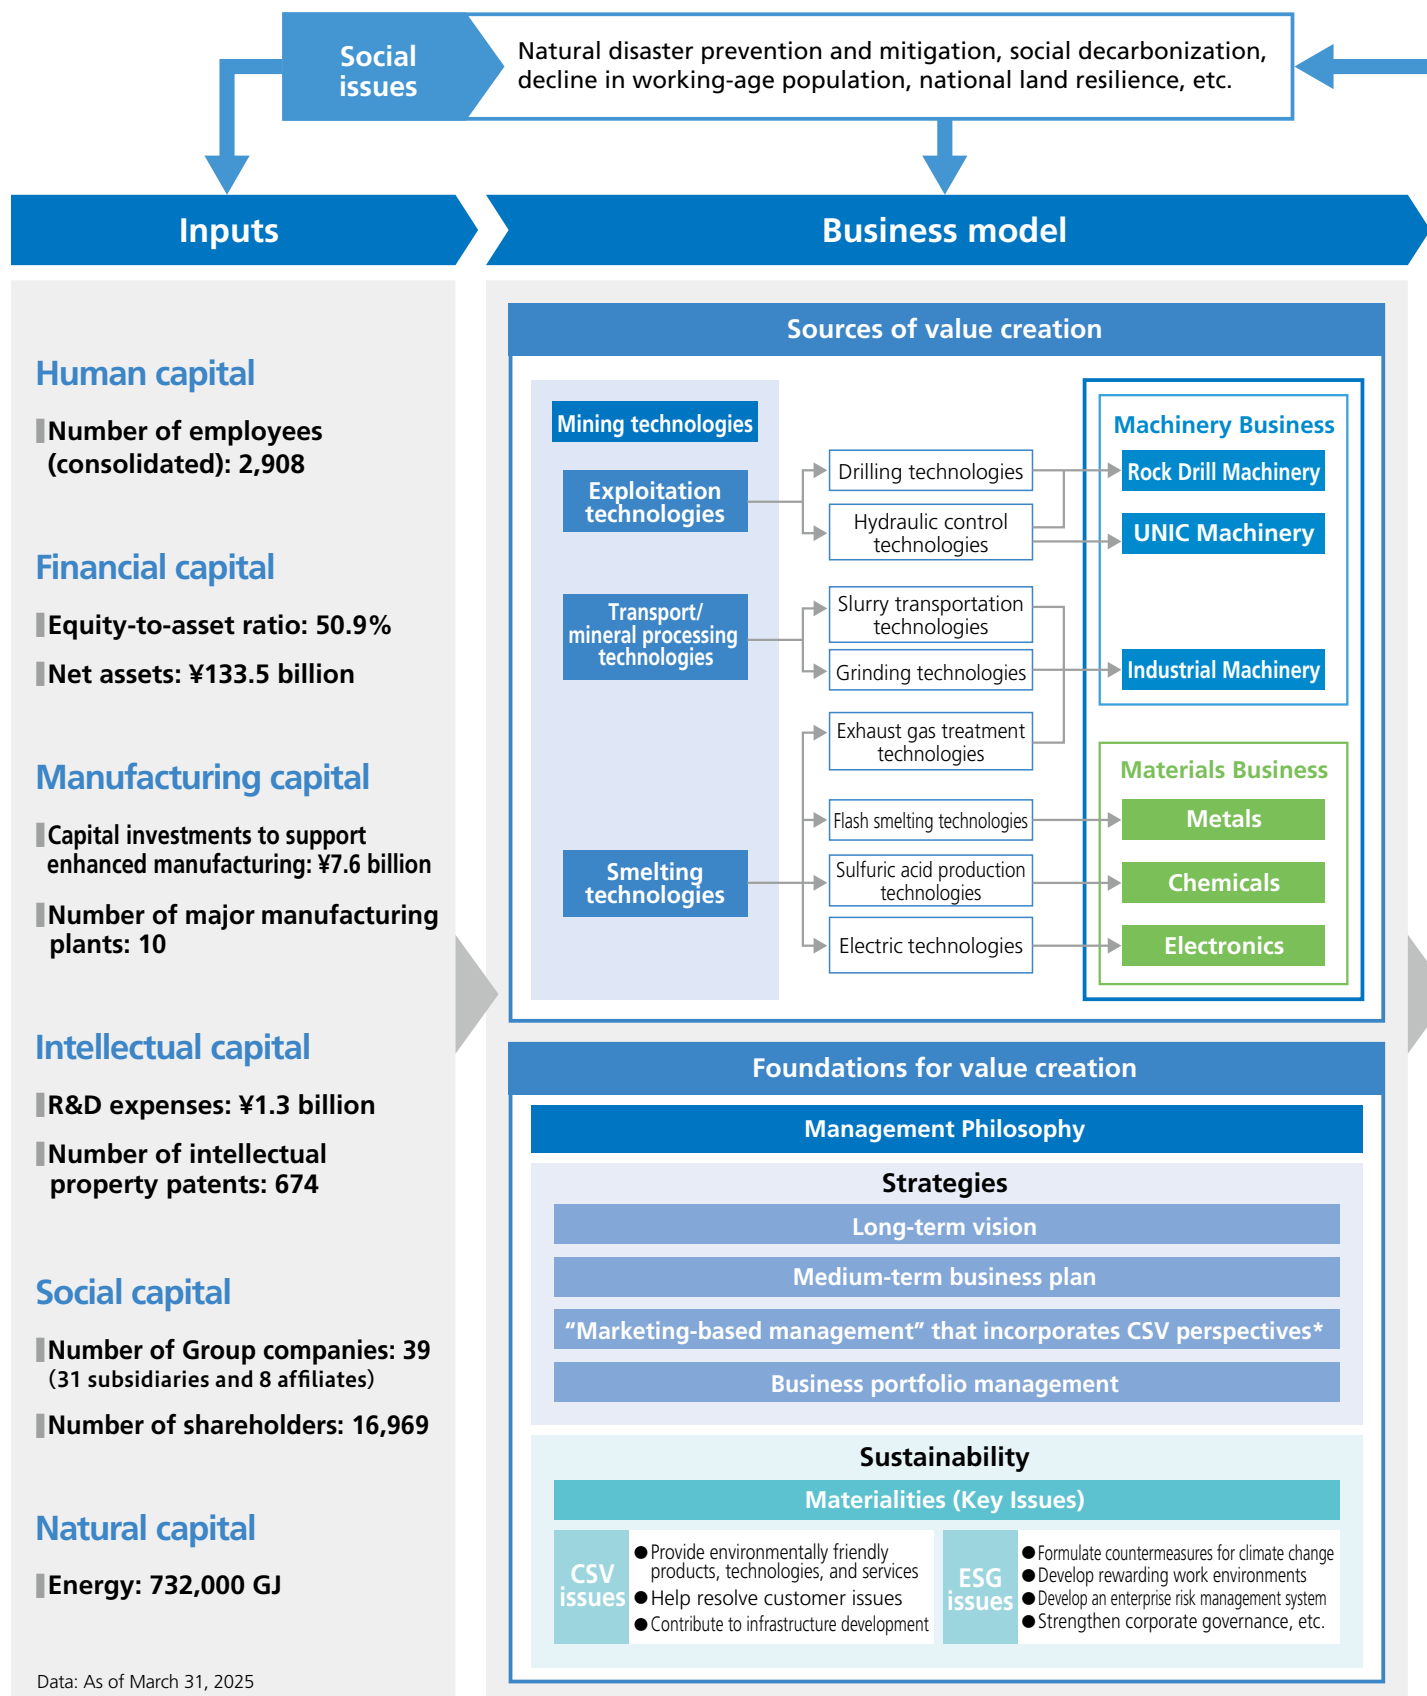 Social
issues
Natural disaster prevention and mitigation, social decarbonization,
decline in working-age population, national land resilience, etc.
Inputs
Human capital
Number of employees
(consolidated): 2,908
Financial capital
Equity-to-asset ratio: 50.9%
Net assets: ¥133.5 billion
Manufacturing capital
Capital investments to support
enhanced manufacturing: ¥7.6 billion
Number of major manufacturing
plants: 10
Intellectual capital
R&D expenses: ¥1.3 billion
Number of intellectual
property patents: 674
Social capital
Number of Group companies: 39
(31 subsidiaries and 8 affiliates)
Number of shareholders: 16,969
Natural capital
Energy: 732,000 GJ
Data: As of March 31, 2025
Business model
Sources of value creation
Mining technologies
Exploitation
technologies
Transport/
mineral processing
technologies
Smelting
technologies
Drilling technologies
Hydraulic control
technologies
Slurry transportation
technologies
Grinding technologies
Exhaust gas treatment
technologies
Flash smelting technologies
Sulfuric acid production
technologies
Electric technologies
Machinery Business
Rock Drill Machinery
UNIC Machinery
Industrial Machinery
Materials Business
Metals
Chemicals
Electronics
Foundations for value creation
Management Philosophy
Strategies
Long-term vision
Medium-term business plan
“Marketing-based management” that incorporates CSV perspectives*
Business portfolio management
Sustainability
Materialities (Key Issues)
CSV
issues
●Provide environmentally friendly
products, technologies, and services
●Help resolve customer issues
●Contribute to infrastructure development
ESG
issues
●Formulate countermeasures for climate change
●Develop rewarding work environments
●Develop an enterprise risk management system
●Strengthen corporate governance, etc.